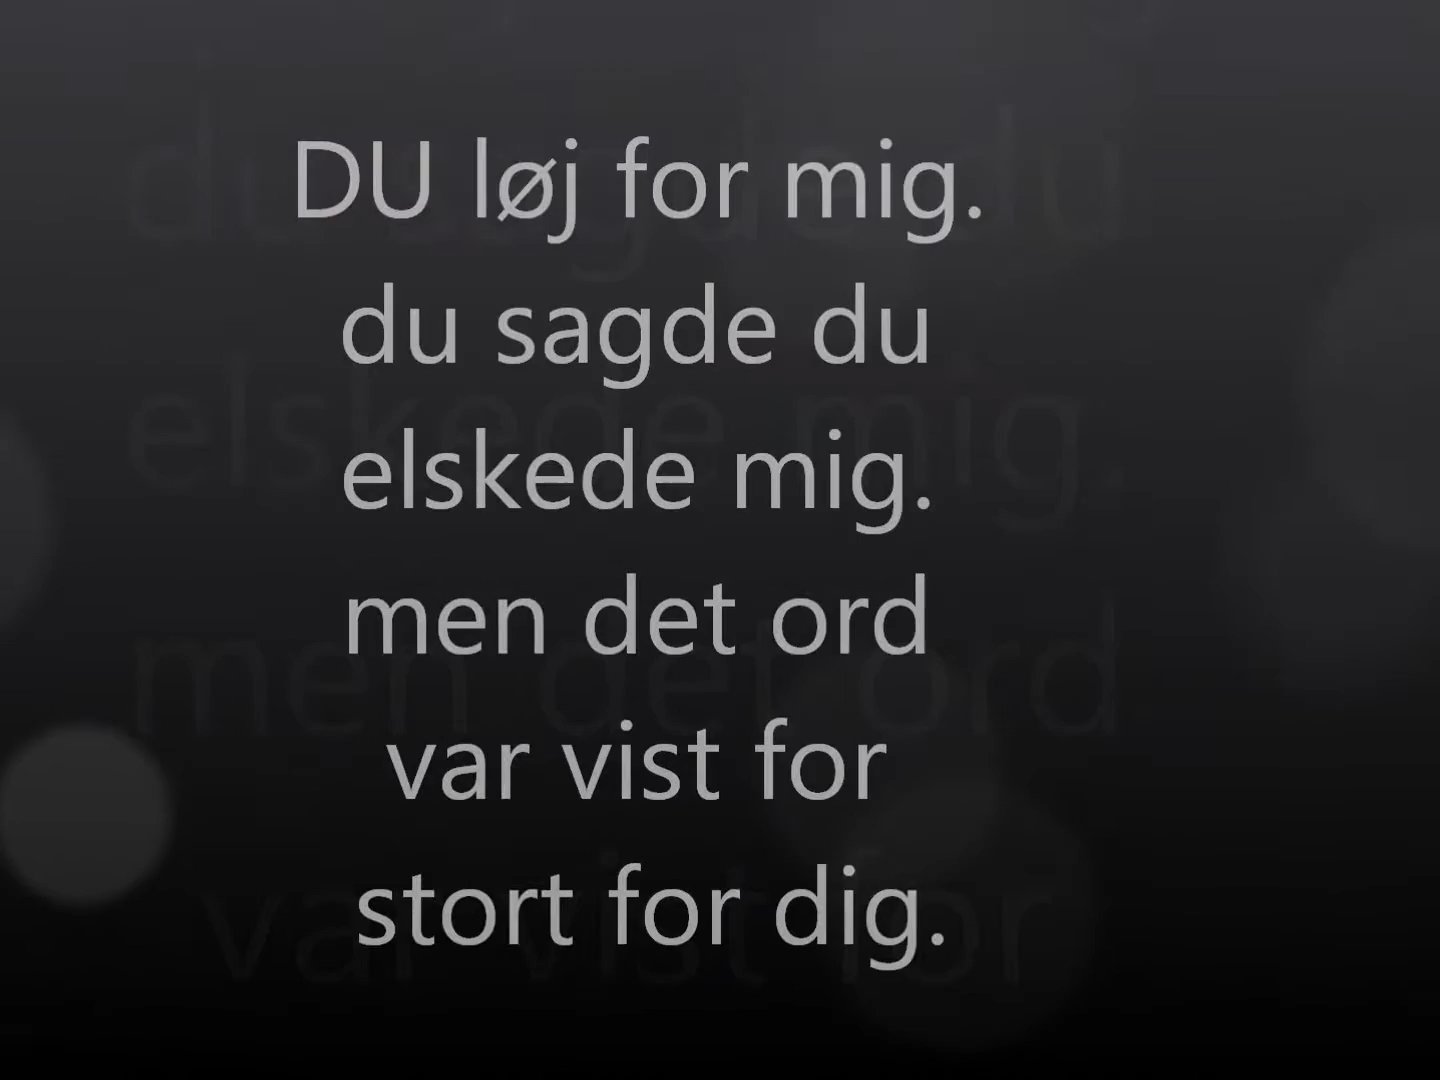 DU løj for mig.
du sagde du
elskede mig.
men det ord
var vist for
stort for dig.